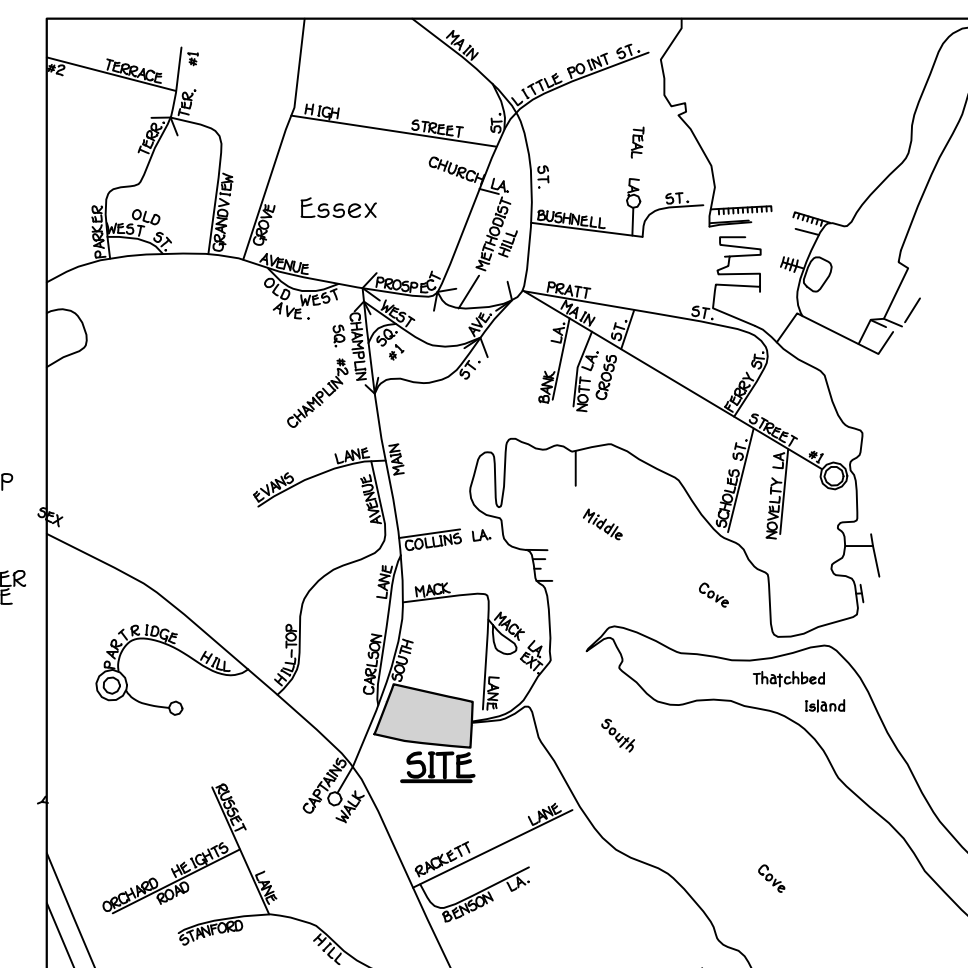 MAIN
#1
LITTLE POINT ST.
#2
TERRACE
TER.
HIGH
STREET
ST.
TERR.
TEAL LA.
CHURCH LA.
ST.
ST.
GRANDVIEW
Essex
METHODIST
HILL
BUSHNELL
PARKER
OLD
WEST ST.
GROVE
AVENUE
PROSPECT
OLD WEST
AVE.
PRATT
ST.
MAIN
WEST
AVE.
SQ.
#1
CHAMPLIN
SQ. #2
CHAMPLIN
ST.
BANK LA.
NOTT LA.
CROSS ST.
FERRY ST.
STREET
#1
SCHOLES ST.
NOVELTY LA.
MAIN
LANE
EVANS
AVENUE
P
SEX
COLLINS LA.
Middle
Cove
ER
E
LANE
MACK
MACK LA.
EXT.
PARTRIDGE
HILL
HILL-TOP
CARLSON
SOUTH
LANE
Thatchbed
Island
South
SITE
CAPTAINS
WALK
RUSSET
LANE
LANE
RACKETT
ORCHARD HEIGHTS
ROAD
BENSON LA.
Cove
STANFORD
HILL